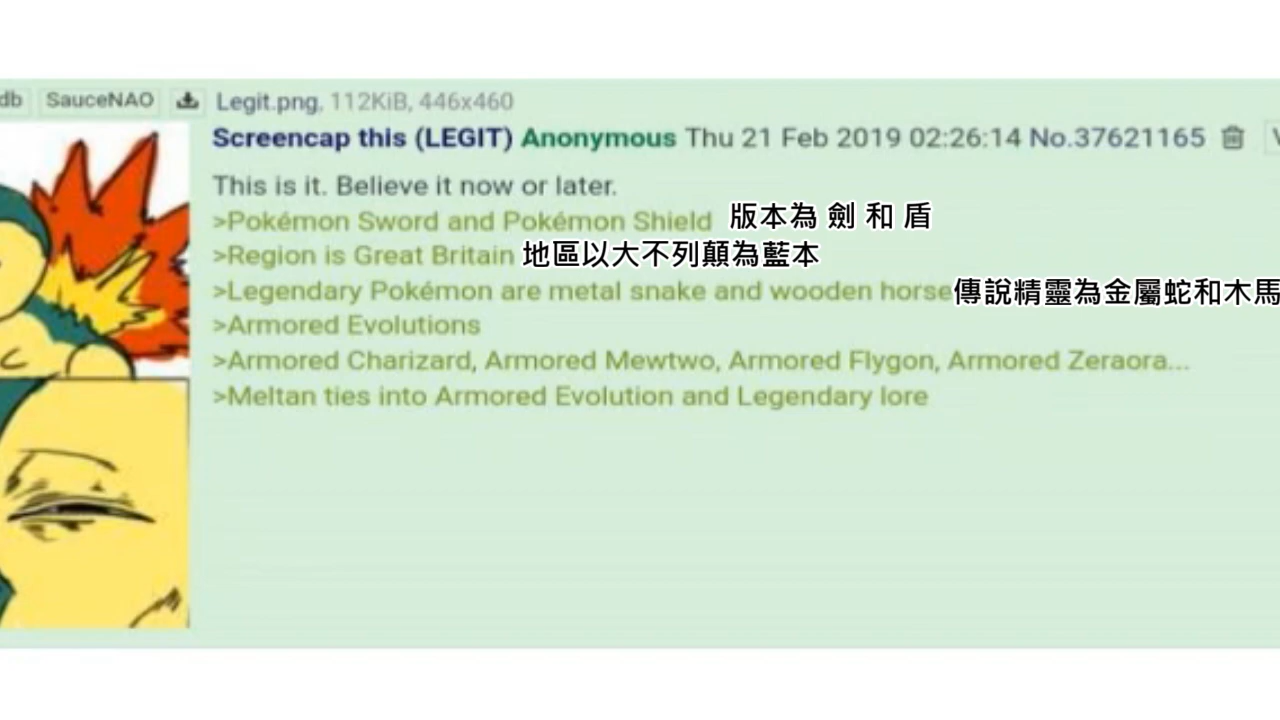 db SauceNAO Legit.png, 112KiB, 446x460
Screencap this (LEGIT) Anonymous Thu 21 Feb 2019 02:26:14 No.37621165
This is it. Believe it now or later.
>Pokémon Sword and Pokémon Shield 版本為 劍 和 盾
>Region is Great Britain 地區以大不列顛為藍本
>Legendary Pokémon are metal snake and wooden horse 傳說精靈為金屬蛇和木馬
>Armored Evolutions
>Armored Charizard, Armored Mewtwo, Armored Flygon, Armored Zeraora...
>Meltan ties into Armored Evolution and Legendary lore